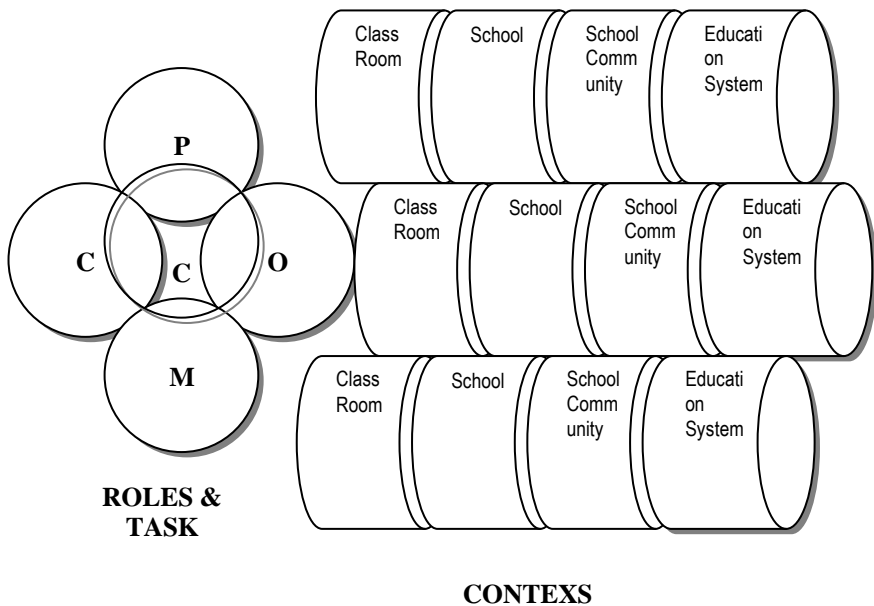 P
C
C
O
M
ROLES &
TASK
Class
Room
School
School
Comm
unity
Educati
on
System
Class
Room
School
School
Comm
unity
Educati
on
System
Class
Room
School
School
Comm
unity
Educati
on
System
CONTEXS